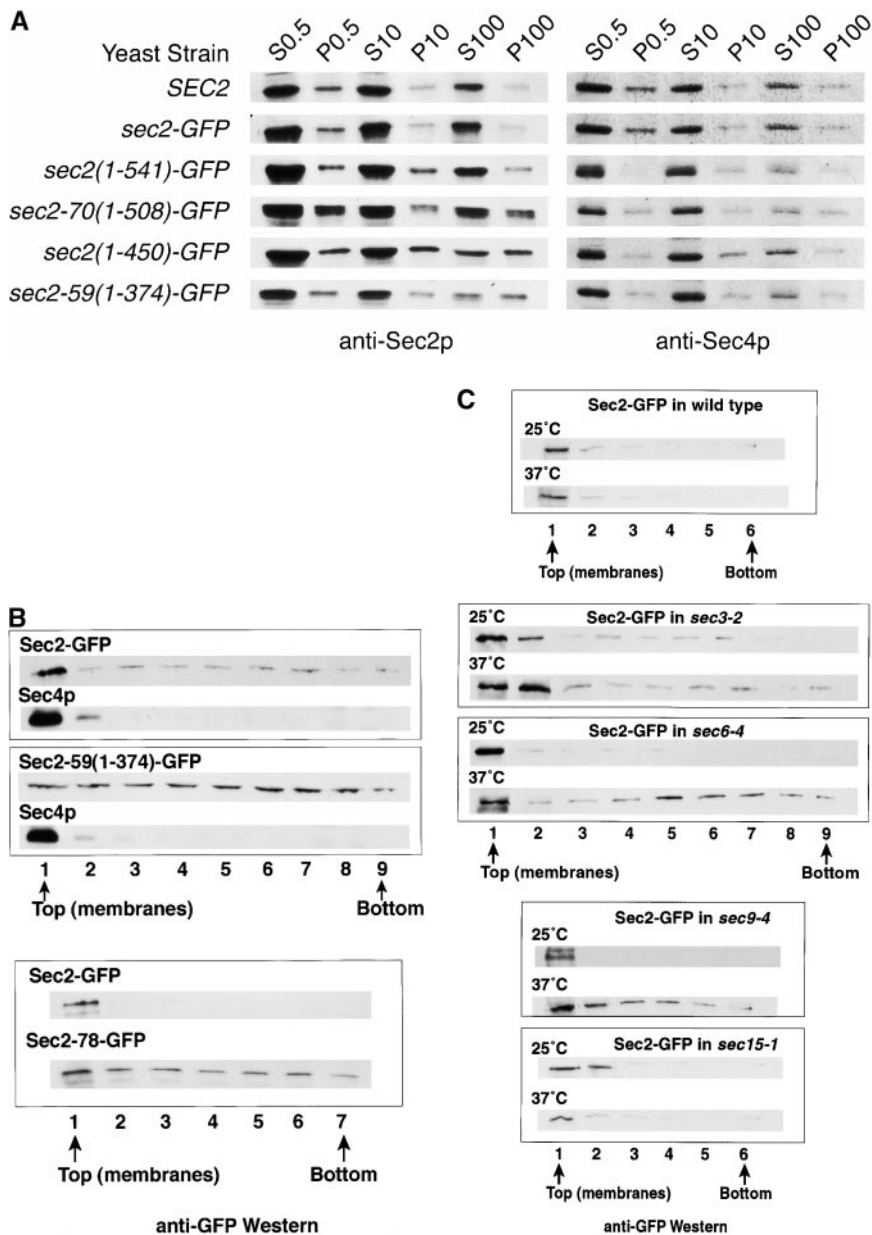 A
Yeast Strain
S0.5 P0.5 S10 P10 S100 P100 S0.5 P0.5 S10 P10 S100 P100
SEC2
sec2-GFP
sec2(1-541)-GFP
sec2-70(1-508)-GFP
sec2(1-450)-GFP
sec2-59(1-374)-GFP
anti-Sec2p anti-Sec4p
B
Sec2-GFP
Sec4p
Sec2-59(1-374)-GFP
Sec4p
1 2 3 4 5 6 7 8 9
Top (membranes) Bottom
Sec2-GFP
Sec2-78-GFP
1 2 3 4 5 6 7
Top (membranes) Bottom
anti-GFP Western
C
Sec2-GFP in wild type
25˚C
37˚C
1 2 3 4 5 6
Top (membranes) Bottom
25˚C Sec2-GFP in sec3-2
37˚C
25˚C Sec2-GFP in sec6-4
37˚C
1 2 3 4 5 6 7 8 9
Top (membranes) Bottom
Sec2-GFP in sec9-4
25˚C
37˚C
25˚C Sec2-GFP in sec15-1
37˚C
1 2 3 4 5 6
Top (membranes) Bottom
anti-GFP Western